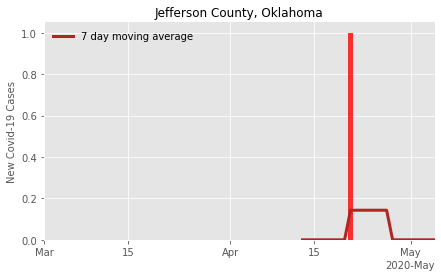 Jefferson County, Oklahoma
7 day moving average
New Covid-19 Cases
1.0
0.8
0.6
0.4
0.2
0.0
Mar
15
Apr
15
May
2020-May